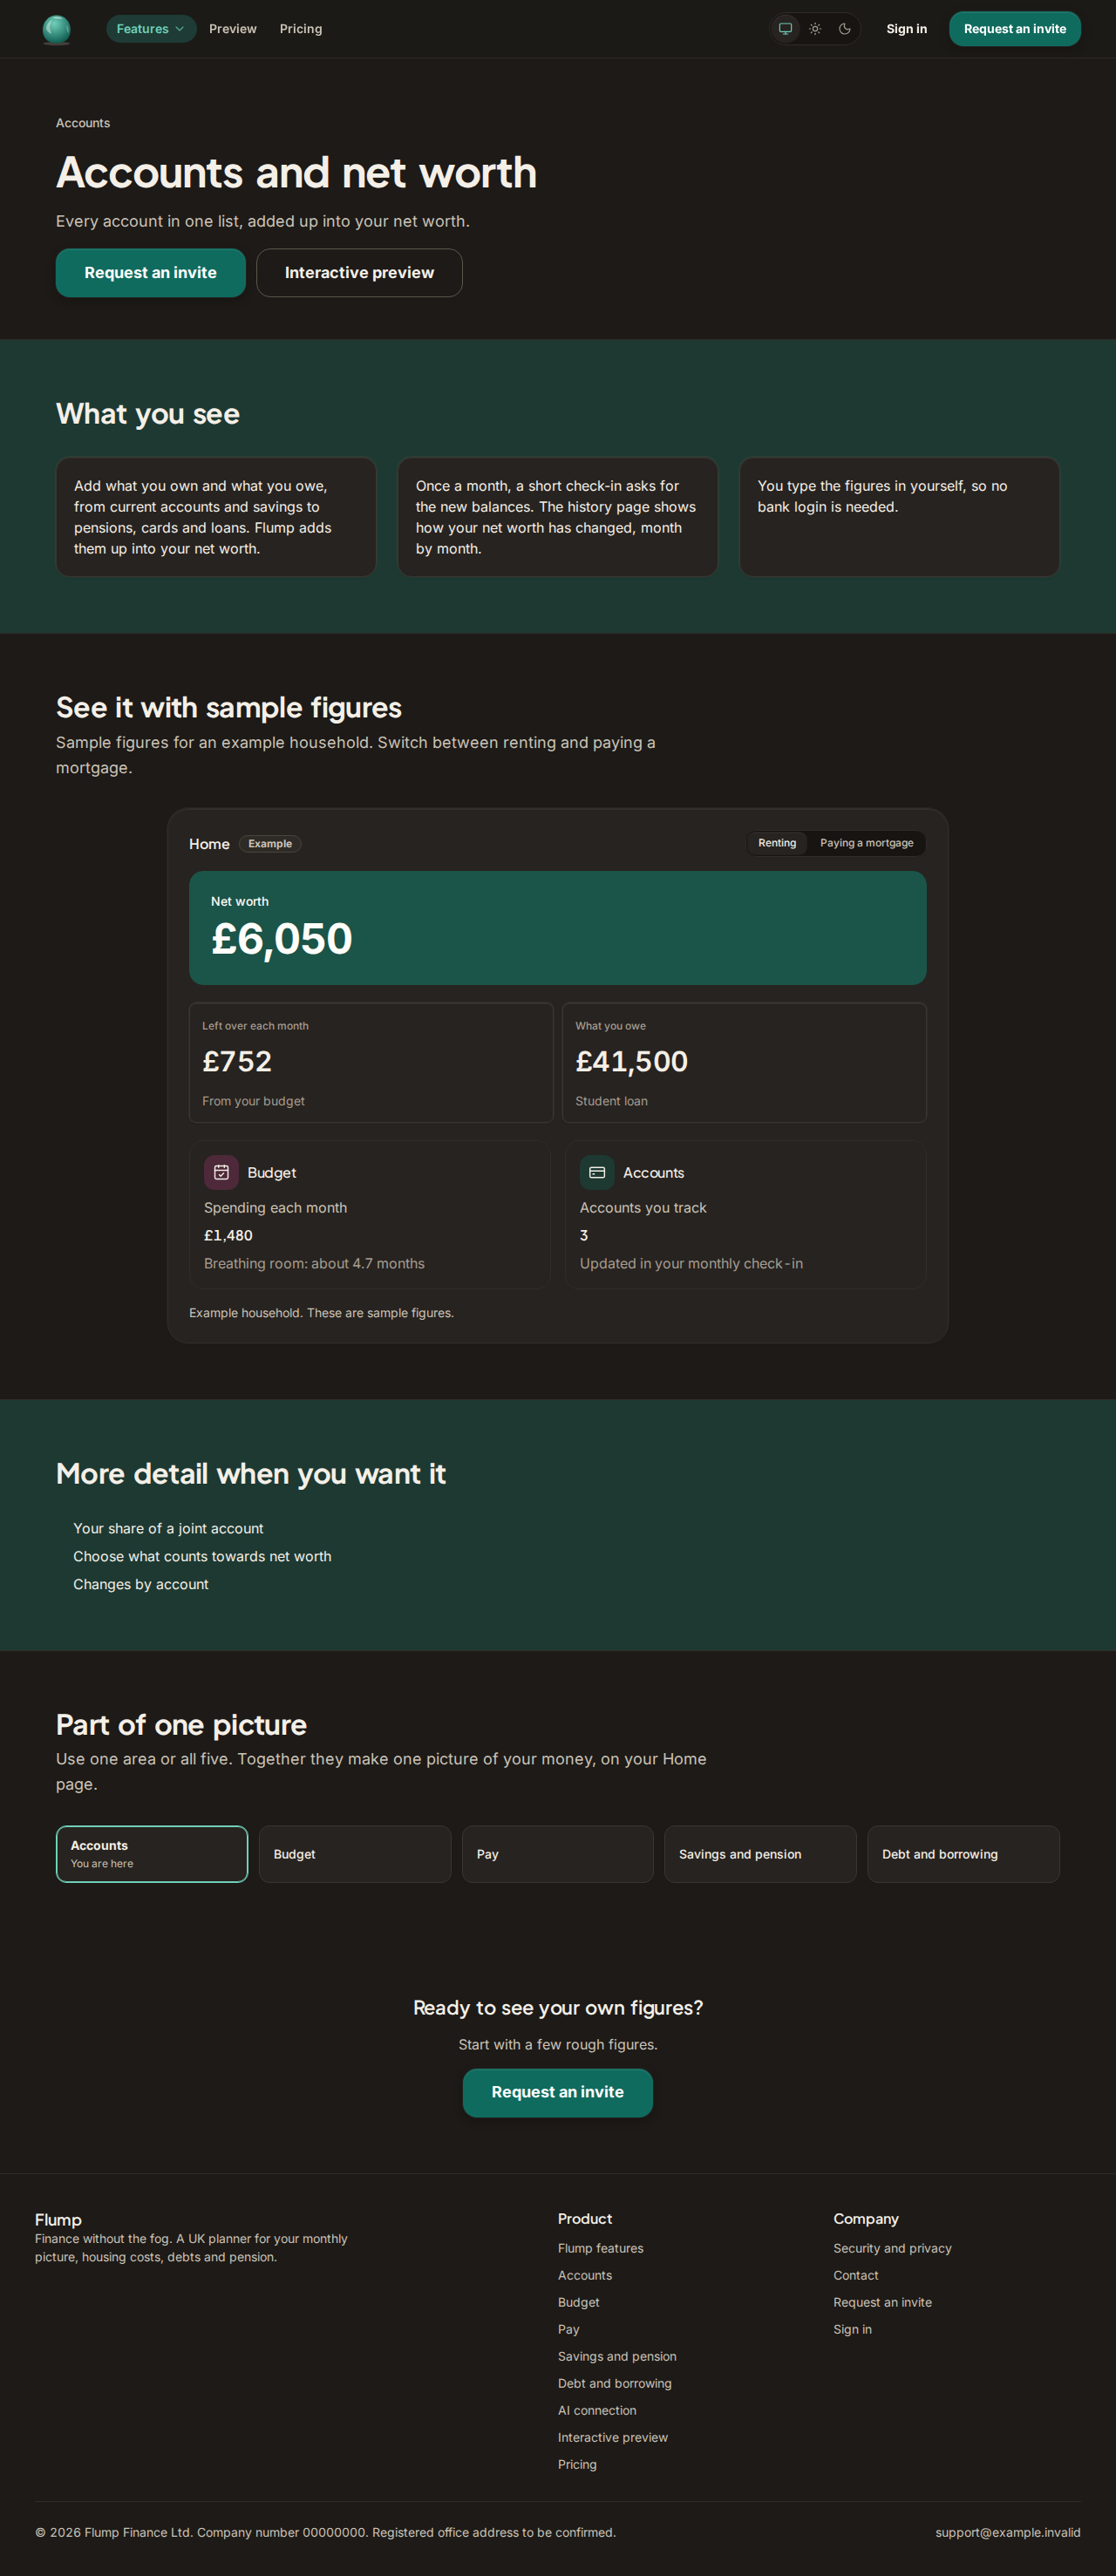 Features
Preview
Pricing
Sign in
Request an invite
Accounts
Accounts and net worth
Every account in one list, added up into your net worth.
Request an invite
Interactive preview
What you see
Add what you own and what you owe,
from current accounts and savings to
pensions, cards and loans. Flump adds
them up into your net worth.
Once a month, a short check-in asks for
the new balances. The history page shows
how your net worth has changed, month
by month.
You type the figures in yourself, so no
bank login is needed.
See it with sample figures
Sample figures for an example household. Switch between renting and paying a
mortgage.
Home
Example
Renting
Paying a mortgage
Net worth
£6,050
Left over each month
£752
From your budget
What you owe
£41,500
Student loan
Budget
Spending each month
£1,480
Breathing room: about 4.7 months
Accounts
Accounts you track
3
Updated in your monthly check-in
Example household. These are sample figures.
More detail when you want it
Your share of a joint account
Choose what counts towards net worth
Changes by account
Part of one picture
Use one area or all five. Together they make one picture of your money, on your Home
page.
Accounts
You are here
Budget
Pay
Savings and pension
Debt and borrowing
Ready to see your own figures?
Start with a few rough figures.
Request an invite
Flump
Finance without the fog. A UK planner for your monthly
picture, housing costs, debts and pension.
Product
Flump features
Accounts
Budget
Pay
Savings and pension
Debt and borrowing
AI connection
Interactive preview
Pricing
Company
Security and privacy
Contact
Request an invite
Sign in
© 2026 Flump Finance Ltd. Company number 00000000. Registered office address to be confirmed.
support@example.invalid